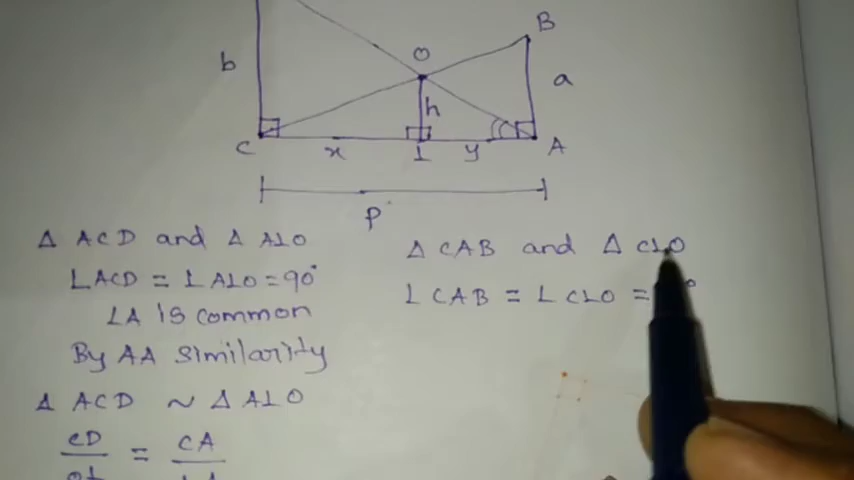 B
O
b
a
h
C
x
L
y
A
P
Δ ACD and Δ ALO
∟ACD = ∟ALO = 90°
∟A is common
By AA similarity
Δ ACD ~ Δ ALO
CD
=
CA
Δ CAB and Δ CLO
∟CAB = ∟CLO =